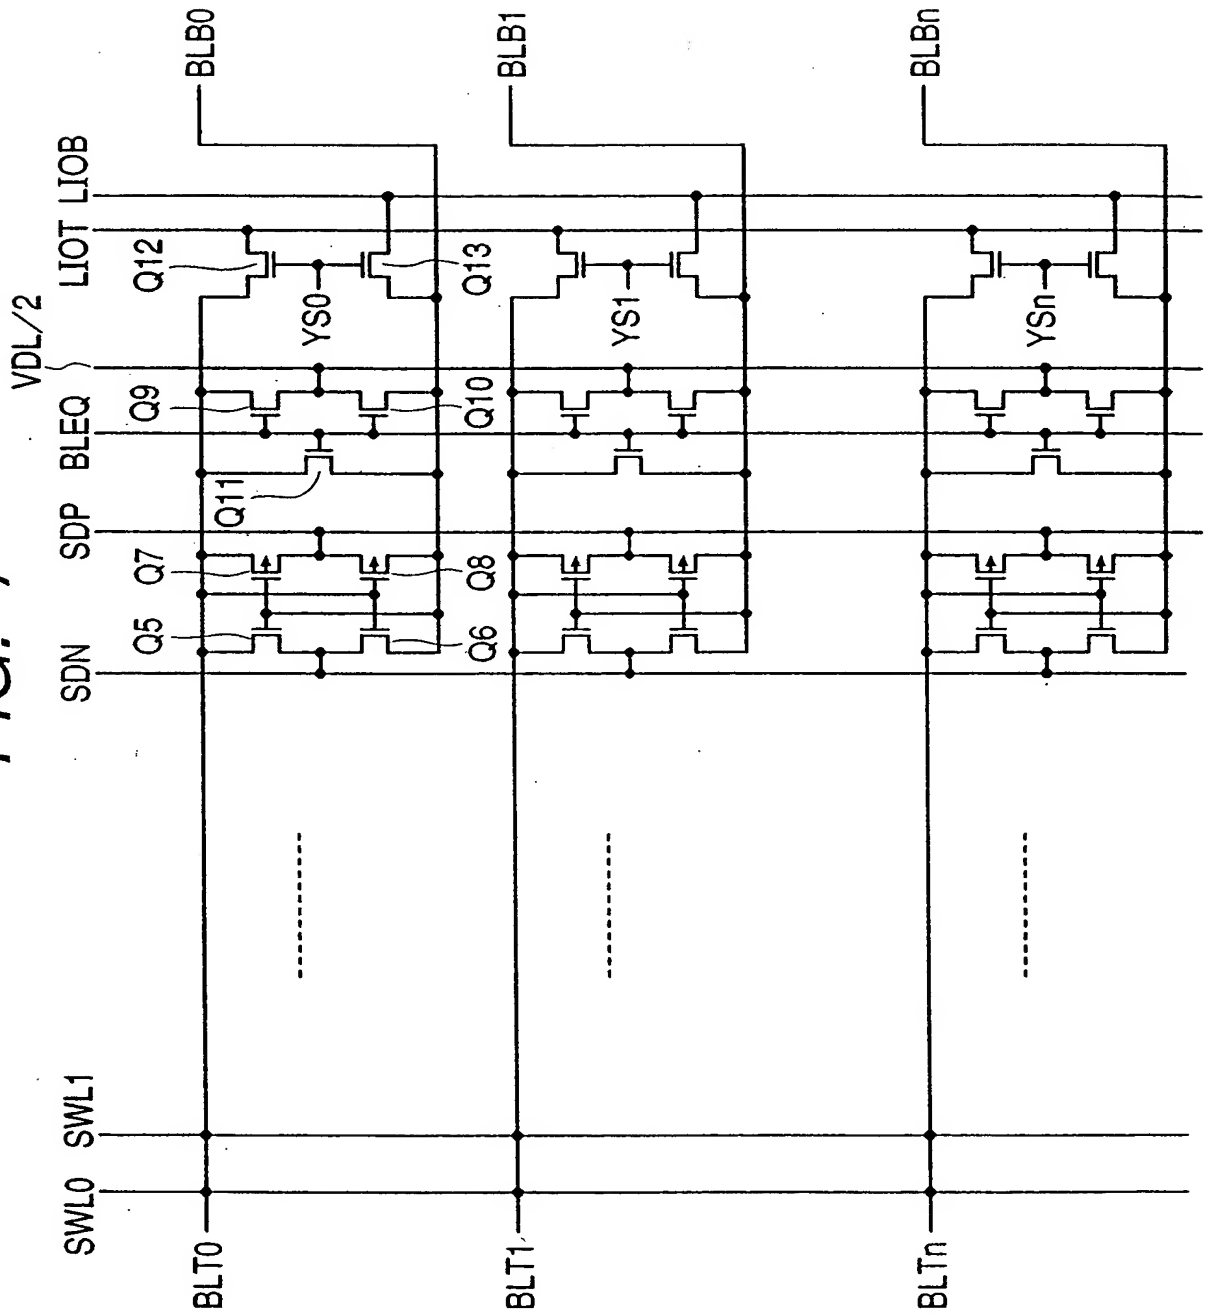 FIG.
VDL/2
SWL0 SWL1 SDN SDP BLEQ LIOT LIOB
Q5 Q7 Q9 Q12
BLT0 BLB0
Q11
YS0
Q6 Q8 Q10 Q13
BLT1 BLB1
YS1
BLTn BLBn
YSn